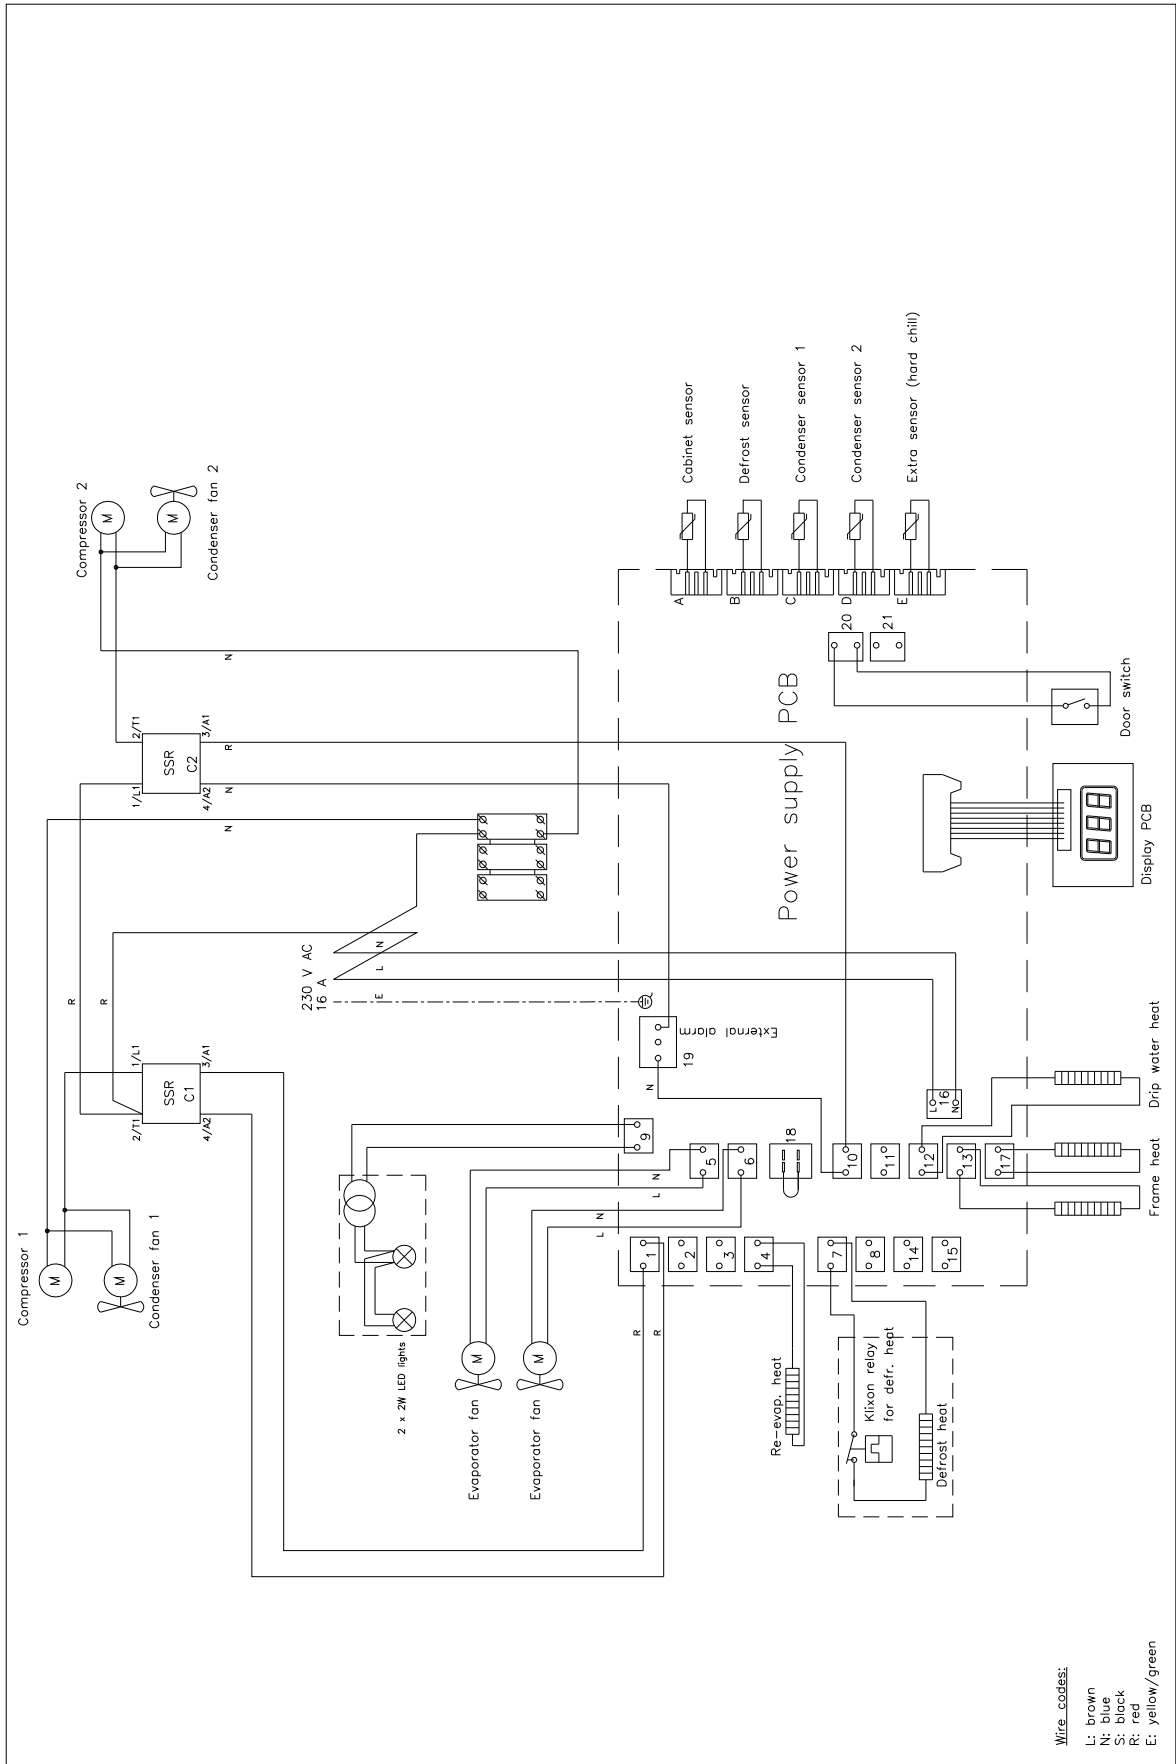 Compressor 1
M
M
Condenser fan 1
Compressor 2
M
M
Condenser fan 2
R
R
N
N
N
R
2/T1
1/L1
SSR
C1
4/A2
3/A1
1/L1
2/T1
SSR
C2
4/A2
3/A1
230 V AC
16 A
E
L
N
2 x 2W LED lights
Evaporator fan
M
Evaporator fan
M
L
N
L
N
R
R
N
External alarm
19
9
5
6
18
10
11
12
13
17
L
16
N
1
2
3
4
7
8
14
15
20
21
Power supply PCB
A
B
C
D
E
Cabinet sensor
Defrost sensor
Condenser sensor 1
Condenser sensor 2
Extra sensor (hard chill)
Re-evap. heat
Klixon relay
for defr. heat
Defrost heat
Frame heat
Drip water heat
Display PCB
Door switch
Wire codes:
L: brown
N: blue
S: black
R: red
E: yellow/green